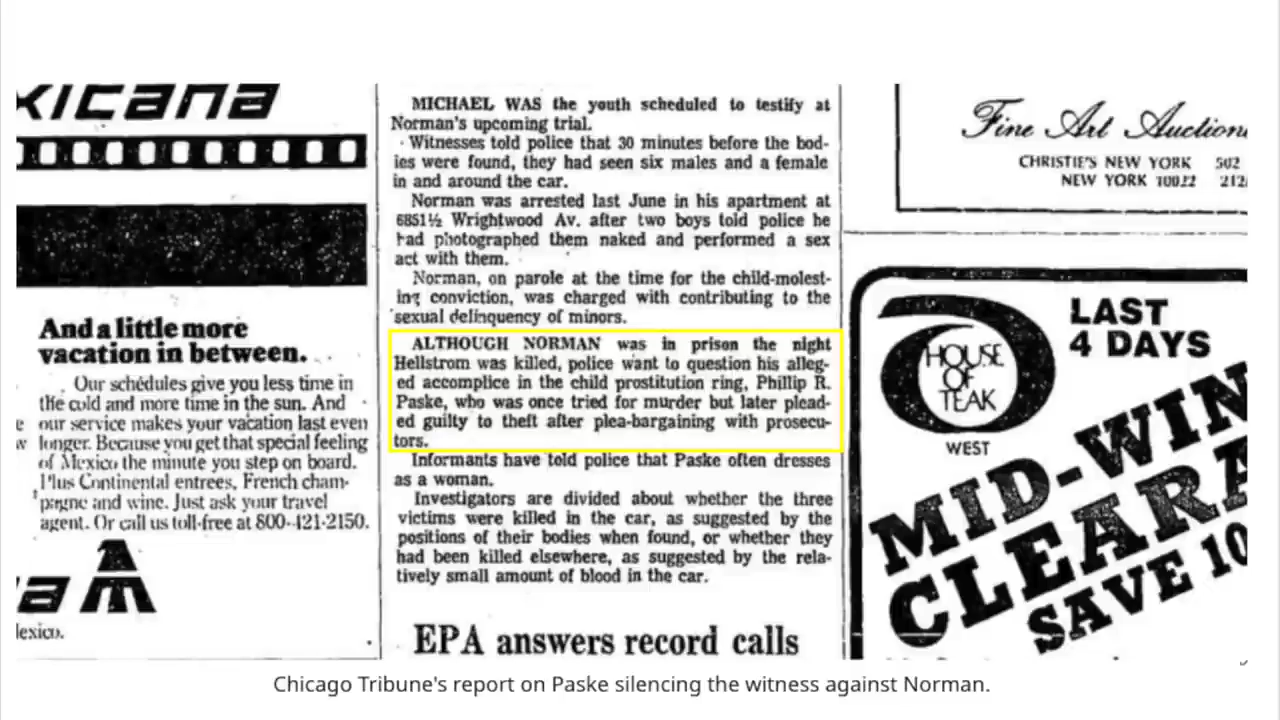 xicana
And a little more
vacation in between.
Our schedules give you less time in
the cold and more time in the sun. And
our service makes your vacation last even
longer. Because you get that special feeling
of Mexico the minute you step on board.
Plus Continental entrees, French cham-
pagne and wine. Just ask your travel
agent. Or call us toll-free at 800-421-2150.
MICHAEL WAS the youth scheduled to testify at
Norman's upcoming trial.
Witnesses told police that 30 minutes before the bod-
ies were found, they had seen six males and a female
in and around the car.
Norman was arrested last June in his apartment at
6851½ Wrightwood Av. after two boys told police he
had photographed them naked and performed a sex
act with them.
Norman, on parole at the time for the child-molest-
ing conviction, was charged with contributing to the
sexual delinquency of minors.
ALTHOUGH NORMAN was in prison the night
Hellstrom was killed, police want to question his alleg-
ed accomplice in the child prostitution ring, Phillip R.
Paske, who was once tried for murder but later plead-
ed guilty to theft after plea-bargaining with prosecu-
tors.
Informants have told police that Paske often dresses
as a woman.
Investigators are divided about whether the three
victims were killed in the car, as suggested by the
positions of their bodies when found, or whether they
had been killed elsewhere, as suggested by the rela-
tively small amount of blood in the car.
EPA answers record calls
Fine Art Auction
CHRISTIE'S NEW YORK 502
NEW YORK 10022 212
HOUSE
OF
TEAK
WEST
LAST
4 DAYS
MID-WIN
CLEARA
SAVE 10
Chicago Tribune's report on Paske silencing the witness against Norman.